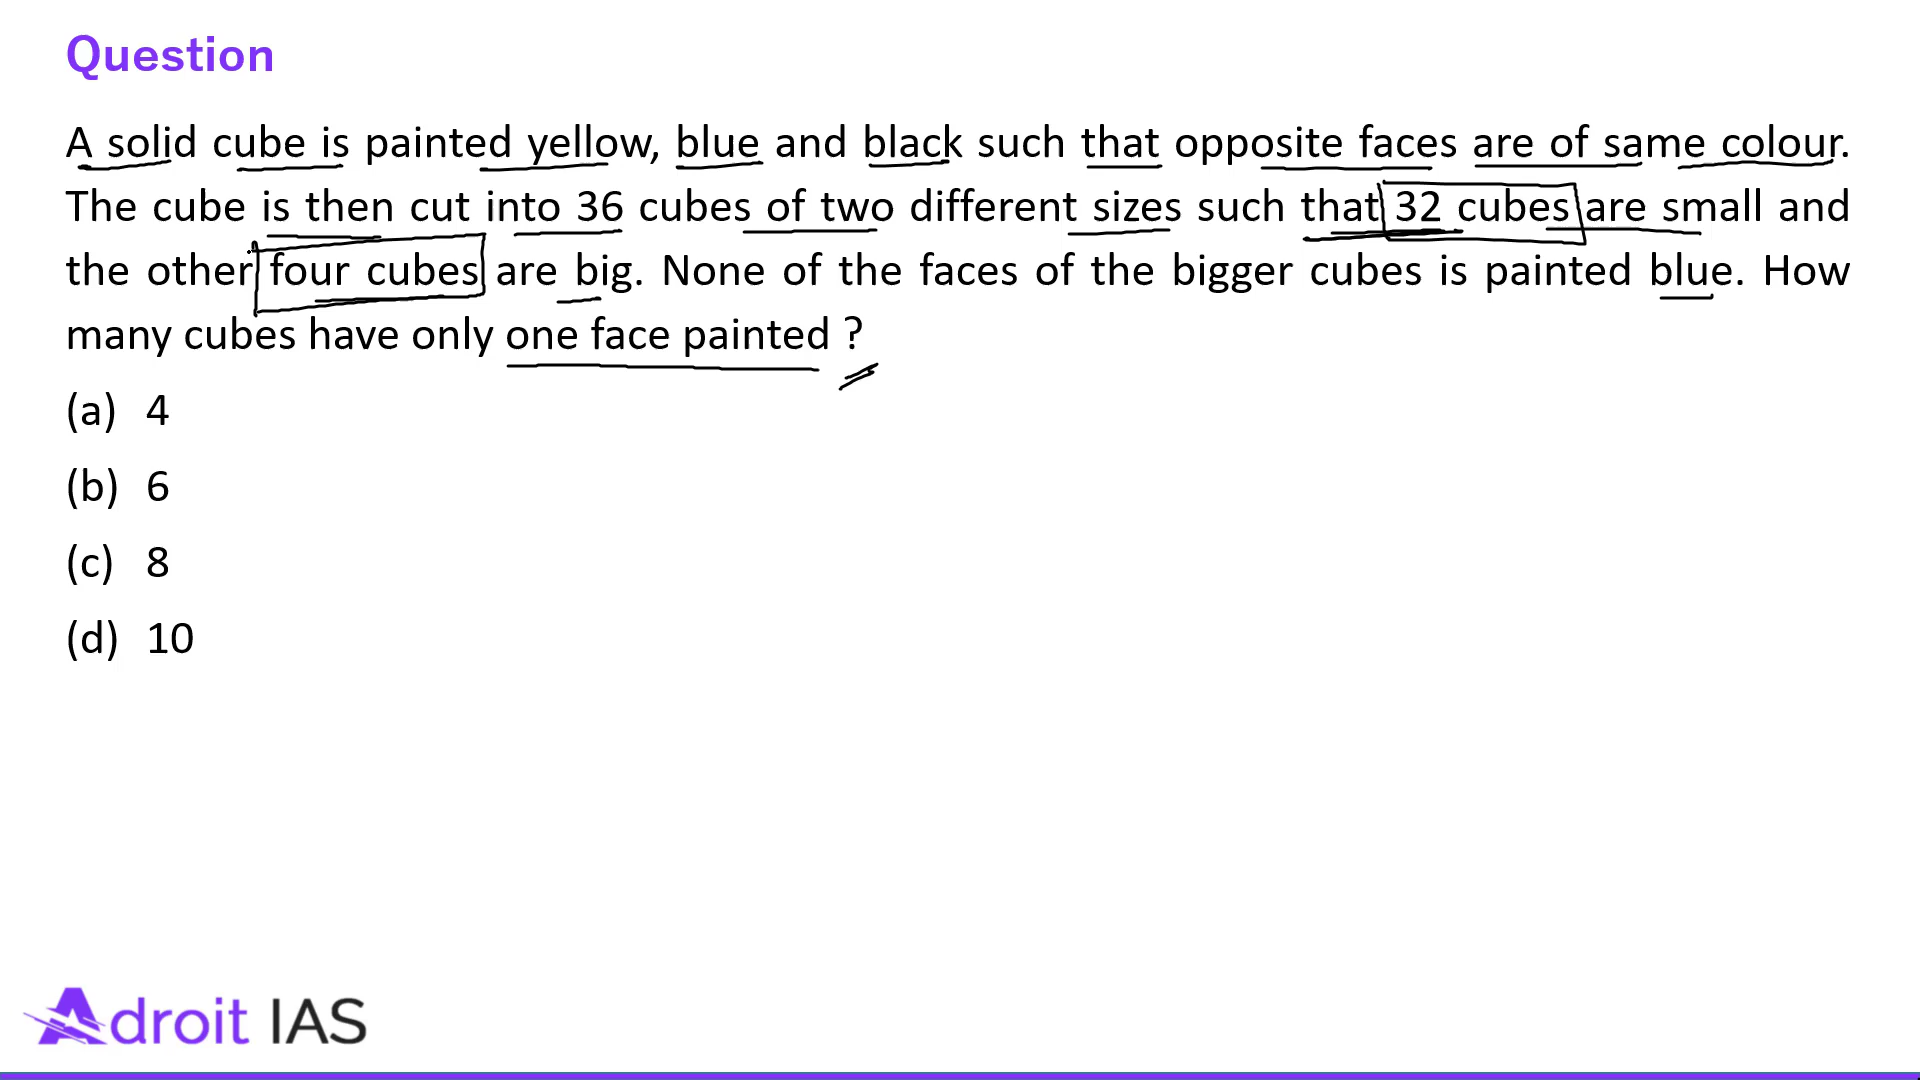 Question
A solid cube is painted yellow, blue and black such that opposite faces are of same colour.
The cube is then cut into 36 cubes of two different sizes such that 32 cubes are small and
the other four cubes are big. None of the faces of the bigger cubes is painted blue. How
many cubes have only one face painted ?
(a) 4
(b) 6
(c) 8
(d) 10
Adroit IAS